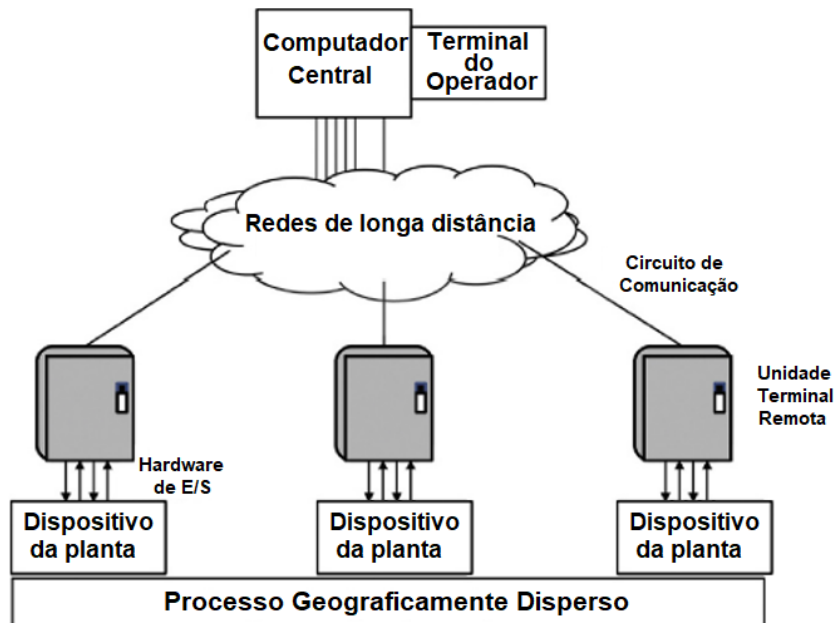 Computador
Central
Terminal
do
Operador
Redes de longa distância
Circuito de
Comunicação
Unidade
Terminal
Remota
Hardware
de E/S
Dispositivo
da planta
Dispositivo
da planta
Dispositivo
da planta
Processo Geograficamente Disperso